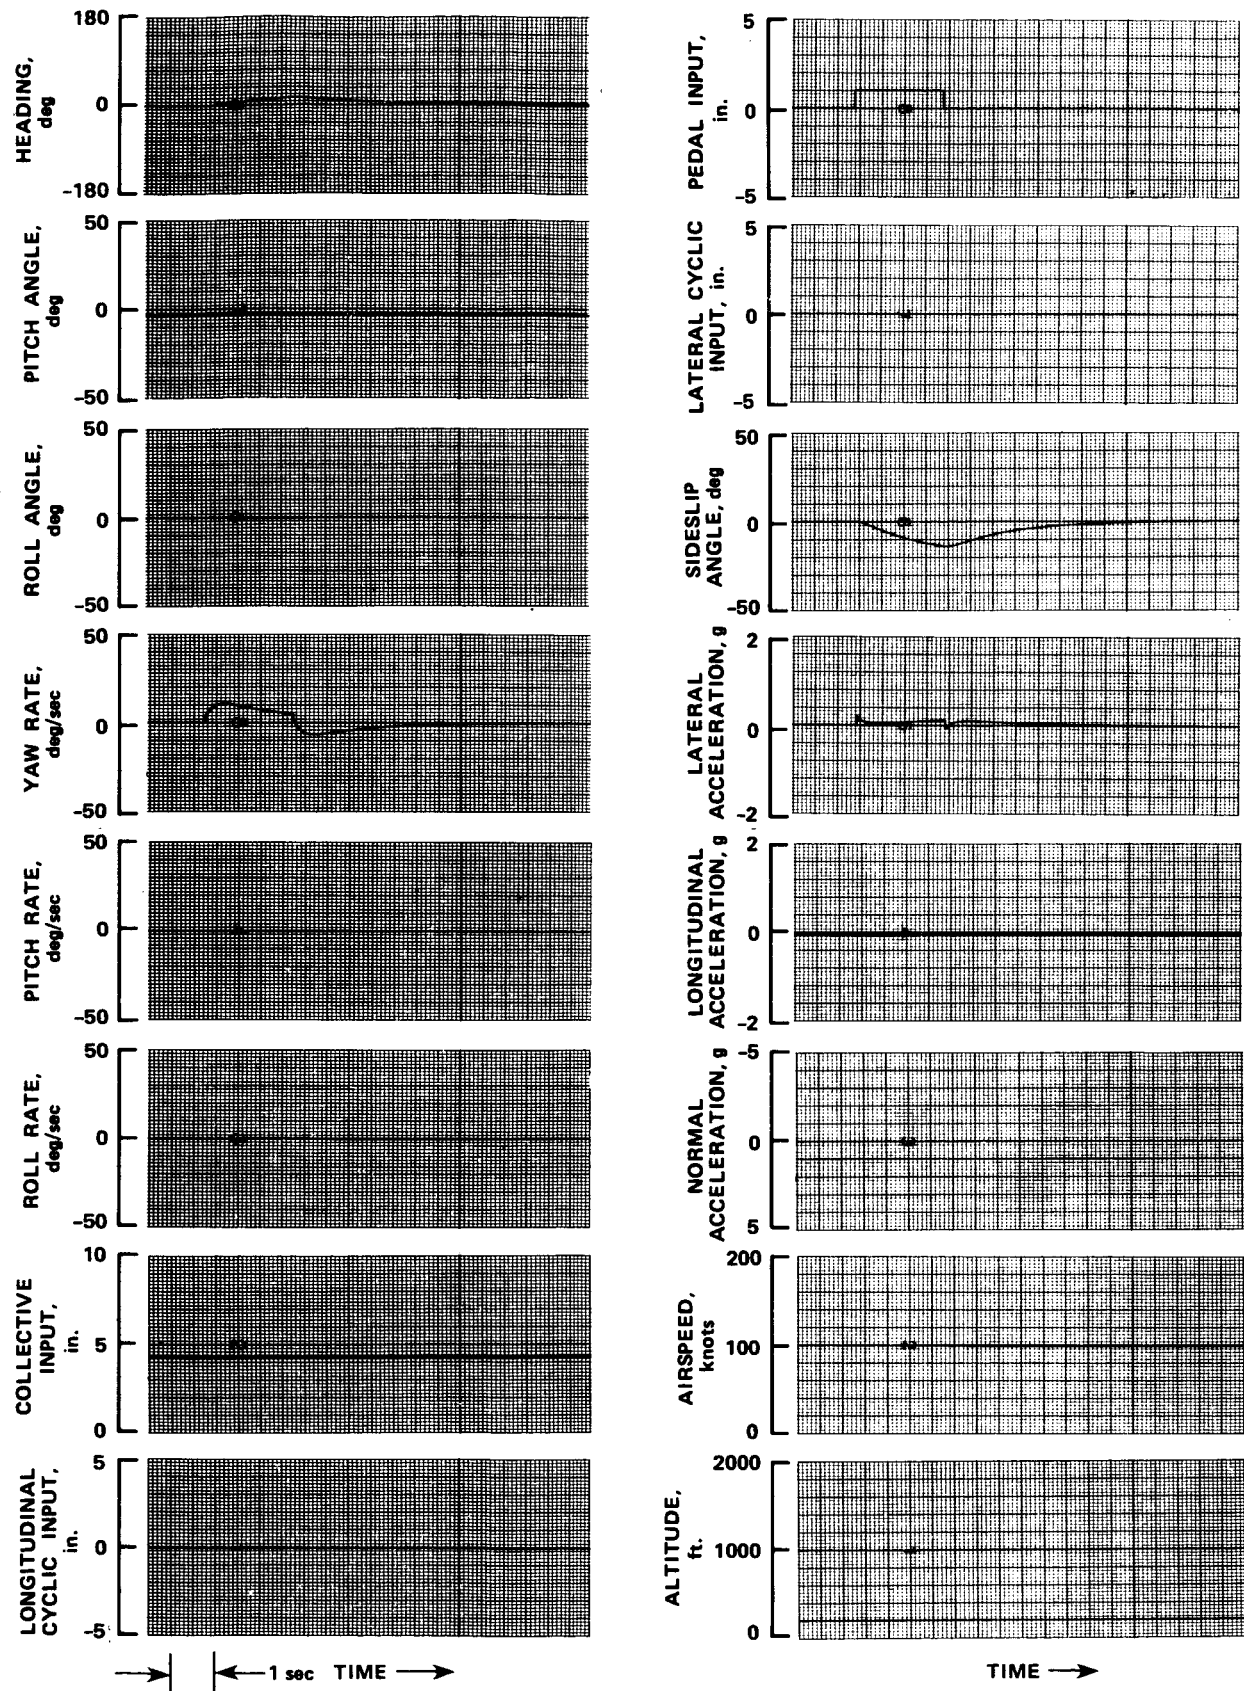 HEADING,
deg
180
0
-180
PITCH ANGLE,
deg
50
0
-50
ROLL ANGLE,
deg
50
0
-50
YAW RATE,
deg/sec
50
0
-50
PITCH RATE,
deg/sec
50
0
-50
ROLL RATE,
deg/sec
50
0
-50
COLLECTIVE
INPUT,
in.
10
5
0
LONGITUDINAL
CYCLIC INPUT,
in.
5
0
-5
1 sec TIME
PEDAL INPUT,
in.
5
0
-5
LATERAL CYCLIC
INPUT, in.
5
0
-5
SIDESLIP
ANGLE, deg
50
0
-50
LATERAL
ACCELERATION, g
2
0
-2
LONGITUDINAL
ACCELERATION, g
2
0
-2
NORMAL
ACCELERATION, g
-5
0
5
AIRSPEED,
knots
200
100
0
ALTITUDE,
ft.
2000
1000
0
TIME